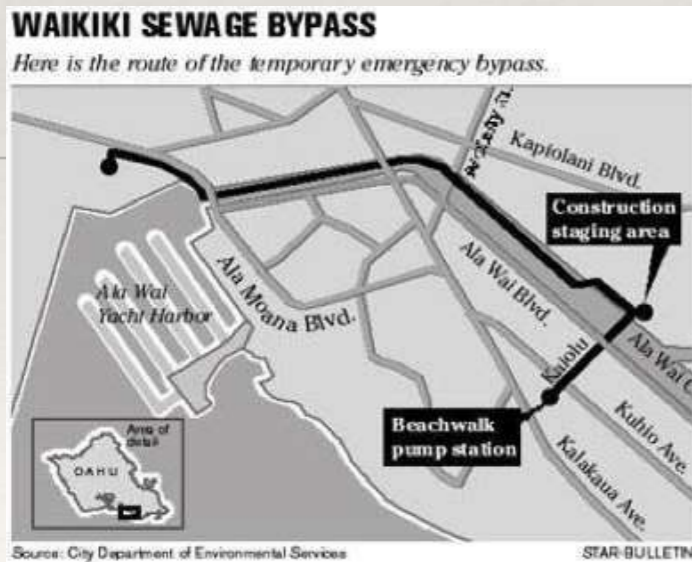 WAIKIKI SEWAGE BYPASS
Here is the route of the temporary emergency bypass.
Kapiolani Blvd.
Construction
staging area
Ala Wai
Yacht Harbor
Ala Moana Blvd.
Ala Wai Blvd.
Kaiolu
Ala Wai C
Beachwalk
pump station
Kuhio Ave.
Kalakaua Ave.
Area of
detail
OAHU
Source: City Department of Environmental Services
STAR-BULLETIN